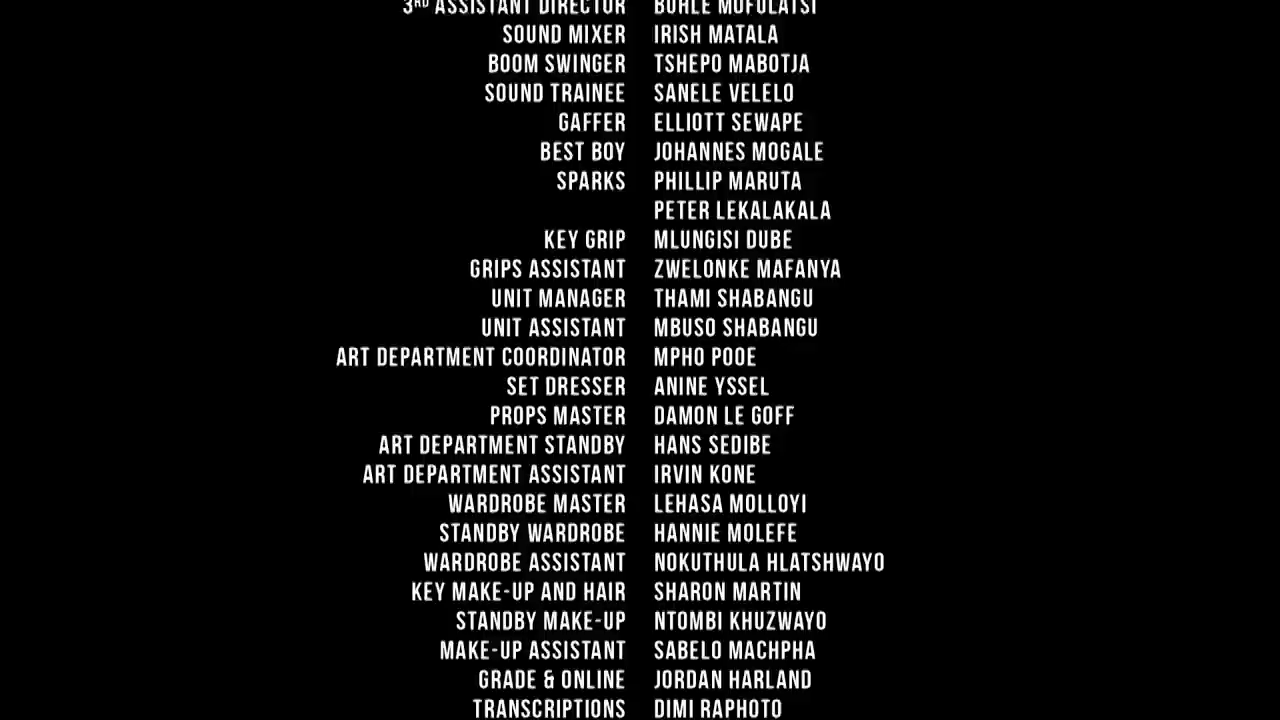 3RD ASSISTANT DIRECTOR BUHLE MOFULATSI
SOUND MIXER IRISH MATALA
BOOM SWINGER TSHEPO MABOTJA
SOUND TRAINEE SANELE VELELO
GAFFER ELLIOTT SEWAPE
BEST BOY JOHANNES MOGALE
SPARKS PHILLIP MARUTA
PETER LEKALAKALA
KEY GRIP MLUNGISI DUBE
GRIPS ASSISTANT ZWELONKE MAFANYA
UNIT MANAGER THAMI SHABANGU
UNIT ASSISTANT MBUSO SHABANGU
ART DEPARTMENT COORDINATOR MPHO POOE
SET DRESSER ANINE YSSEL
PROPS MASTER DAMON LE GOFF
ART DEPARTMENT STANDBY HANS SEDIBE
ART DEPARTMENT ASSISTANT IRVIN KONE
WARDROBE MASTER LEHASA MOLLOYI
STANDBY WARDROBE HANNIE MOLEFE
WARDROBE ASSISTANT NOKUTHULA HLATSHWAYO
KEY MAKE-UP AND HAIR SHARON MARTIN
STANDBY MAKE-UP NTOMBI KHUZWAYO
MAKE-UP ASSISTANT SABELO MACHPHA
GRADE & ONLINE JORDAN HARLAND
TRANSCRIPTIONS DIMI RAPHOTO